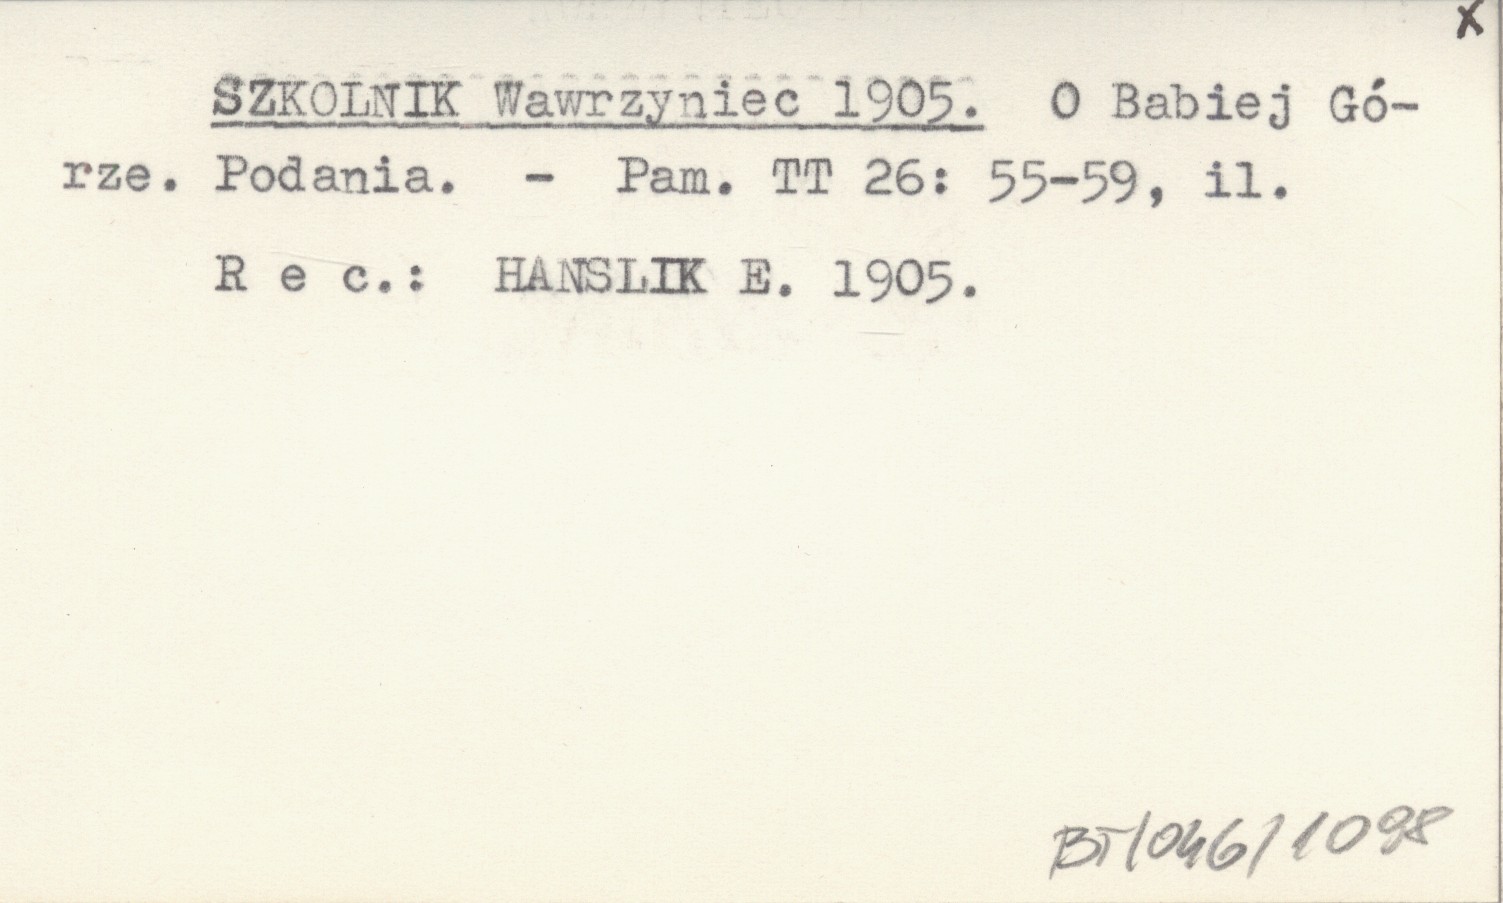 x
SZKOLNIK Wawrzyniec 1905. O Babiej Gó-
rze. Podania. - Pam. TT 26: 55-59, il.
R e c.: HANSLIK E. 1905.
BT/046/1098